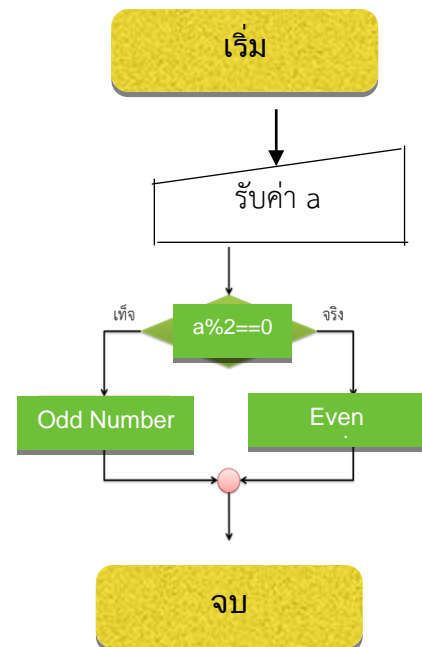 เริ่ม
รับค่า a
เท็จ
a%2==0
จริง
Odd Number
Even
จบ